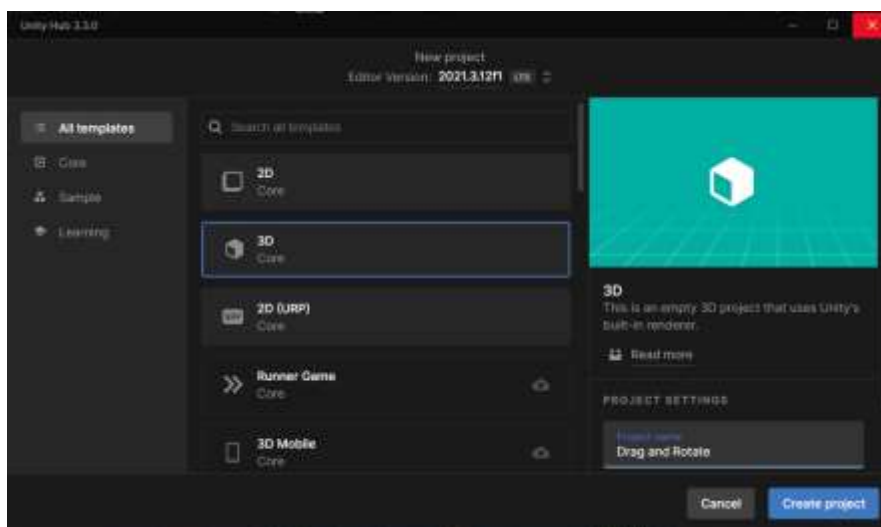 Unity Hub 3.3.0
New project
Editor Version: 2021.3.12f1 LTS
All templates
Core
Sample
Learning
Search all templates
2D
Core
3D
Core
2D (URP)
Core
Runner Game
Core
3D Mobile
Core
3D
This is an empty 3D project that uses Unity's
built-in renderer.
Read more
PROJECT SETTINGS
Project name
Drag and Rotate
Cancel
Create project